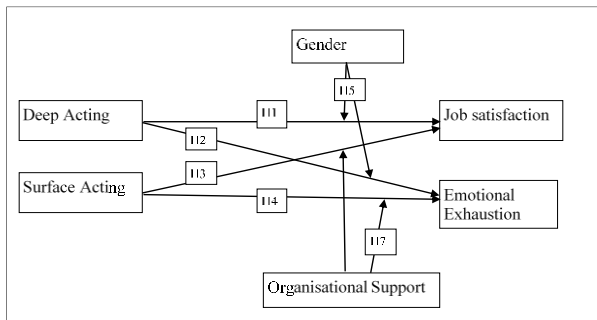 Gender
H5
Deep Acting
H1
Job satisfaction
H2
H3
Surface Acting
H4
Emotional
Exhaustion
H7
Organisational Support